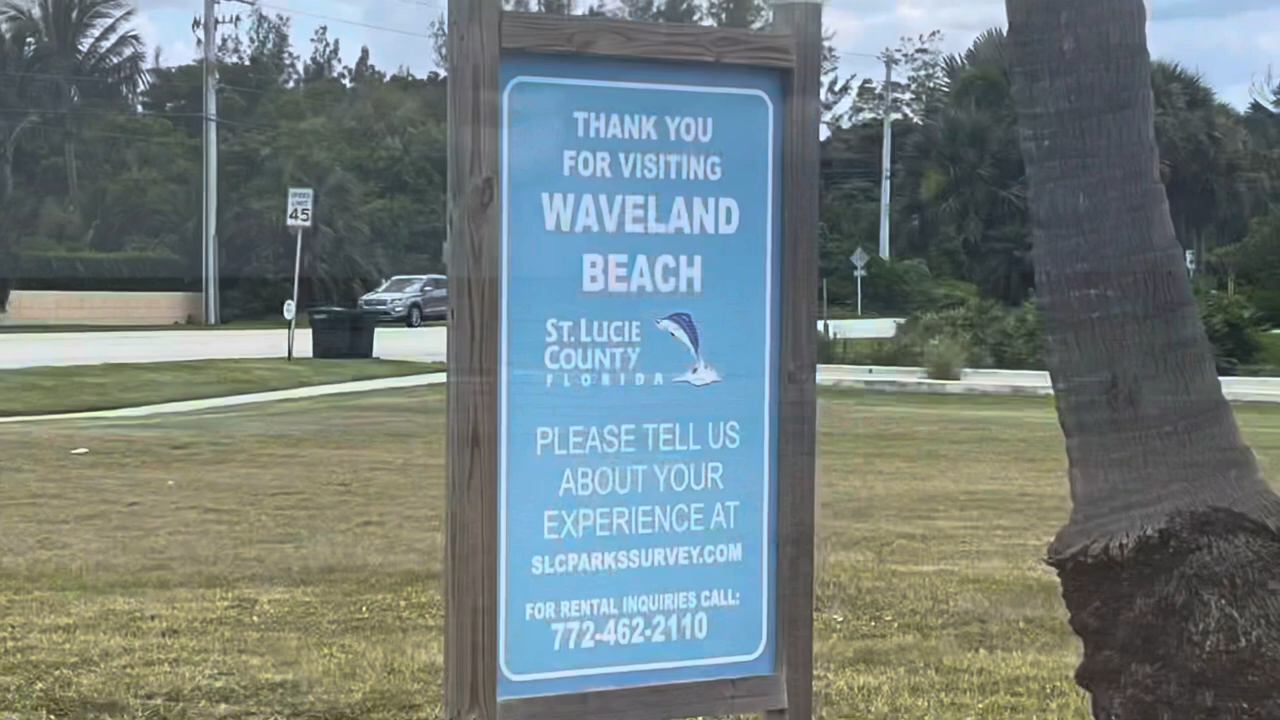 THANK YOU
FOR VISITING
WAVELAND
BEACH
ST. LUCIE
COUNTY
FLORIDA
PLEASE TELL US
ABOUT YOUR
EXPERIENCE AT
SLCPARKSSURVEY.COM
FOR RENTAL INQUIRIES CALL:
772-462-2110
SPEED
LIMIT
45